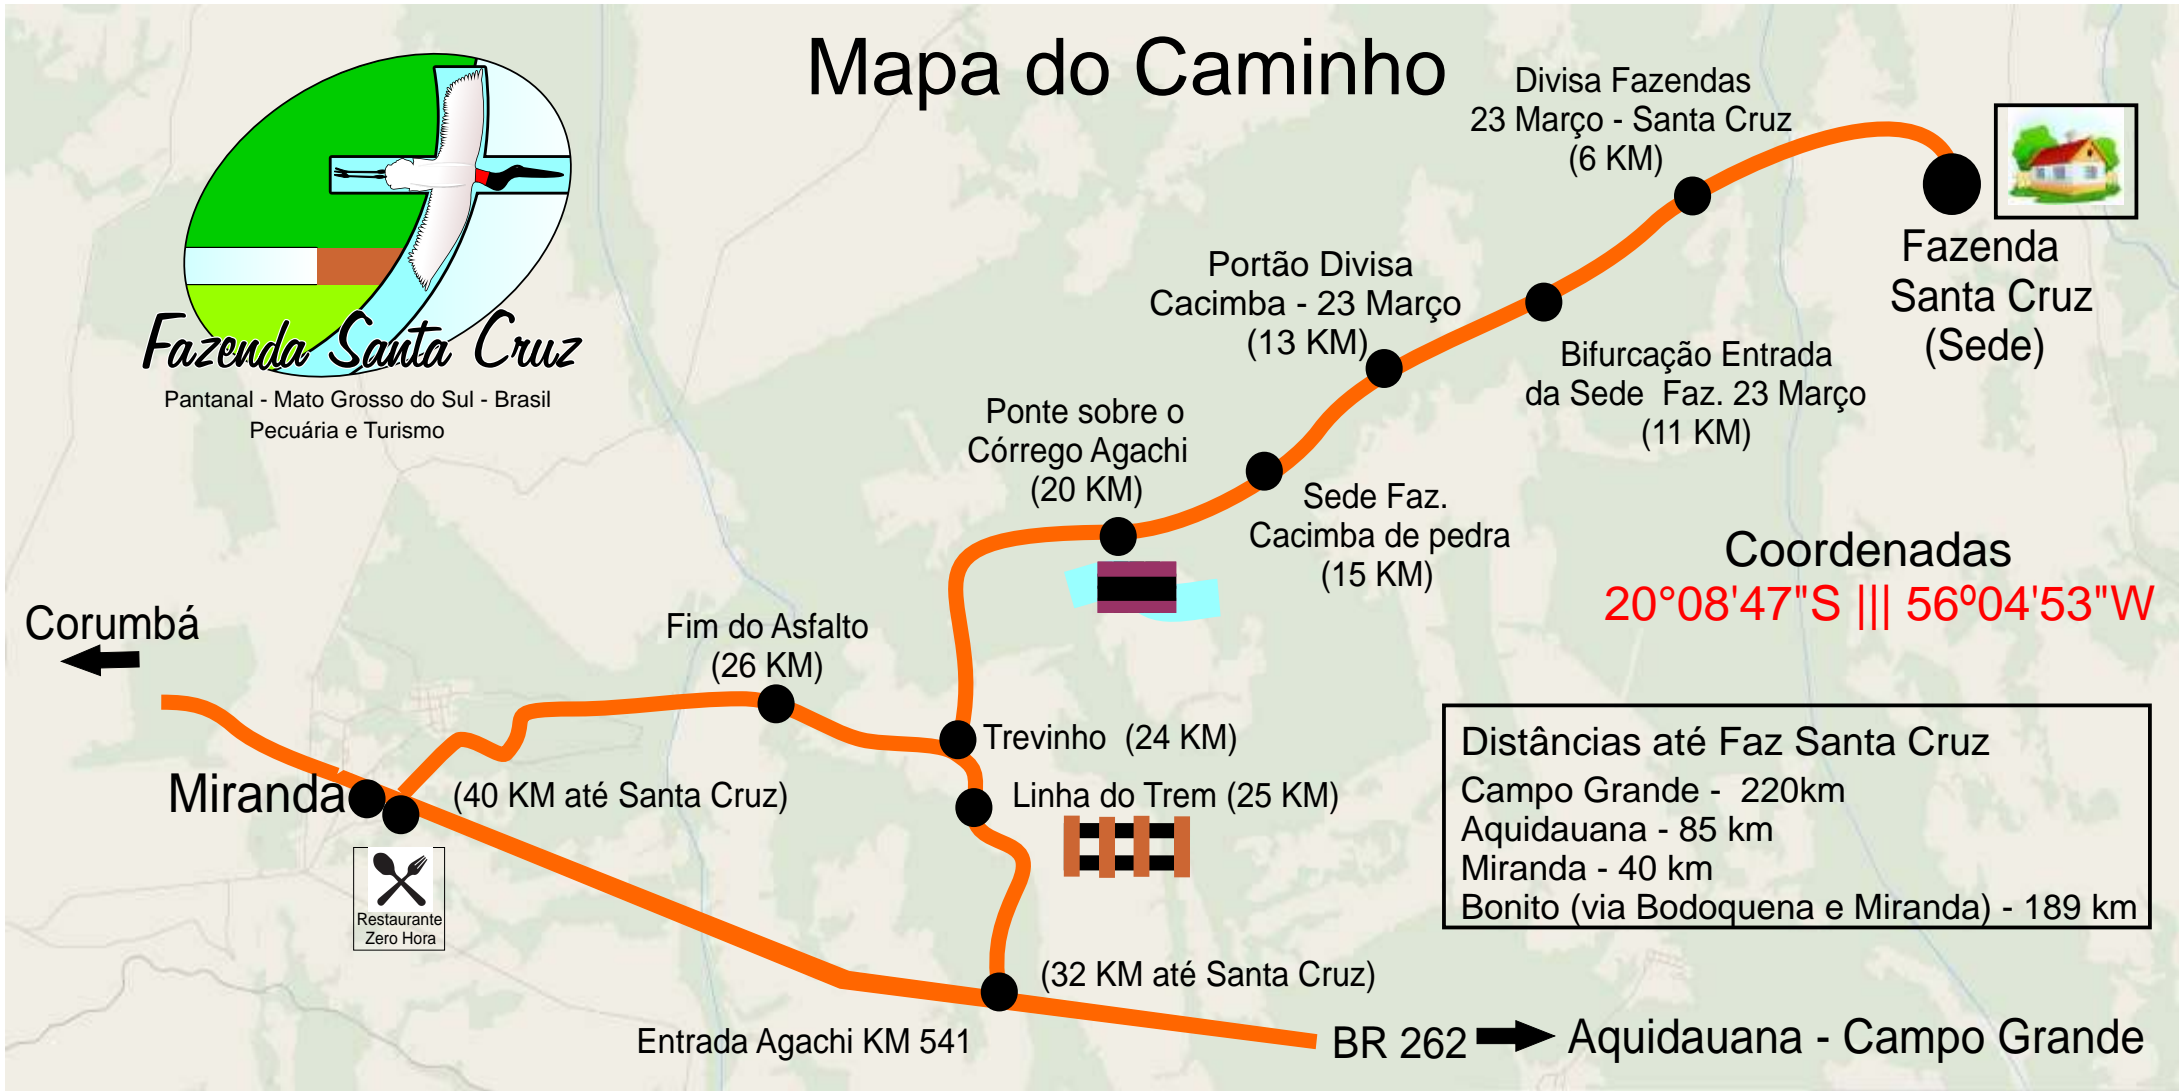 Mapa do Caminho
Fazenda Santa Cruz
Pantanal - Mato Grosso do Sul - Brasil
Pecuária e Turismo
Divisa Fazendas
23 Março - Santa Cruz
(6 KM)
Fazenda
Santa Cruz
(Sede)
Portão Divisa
Cacimba - 23 Março
(13 KM)
Bifurcação Entrada
da Sede Faz. 23 Março
(11 KM)
Ponte sobre o
Córrego Agachi
(20 KM)
Sede Faz.
Cacimba de pedra
(15 KM)
Coordenadas
20°08'47"S ||| 56º04'53"W
Corumbá
Fim do Asfalto
(26 KM)
Trevinho (24 KM)
Miranda
(40 KM até Santa Cruz)
Linha do Trem (25 KM)
Restaurante
Zero Hora
Distâncias até Faz Santa Cruz
Campo Grande - 220km
Aquidauana - 85 km
Miranda - 40 km
Bonito (via Bodoquena e Miranda) - 189 km
(32 KM até Santa Cruz)
Entrada Agachi KM 541
BR 262
Aquidauana - Campo Grande